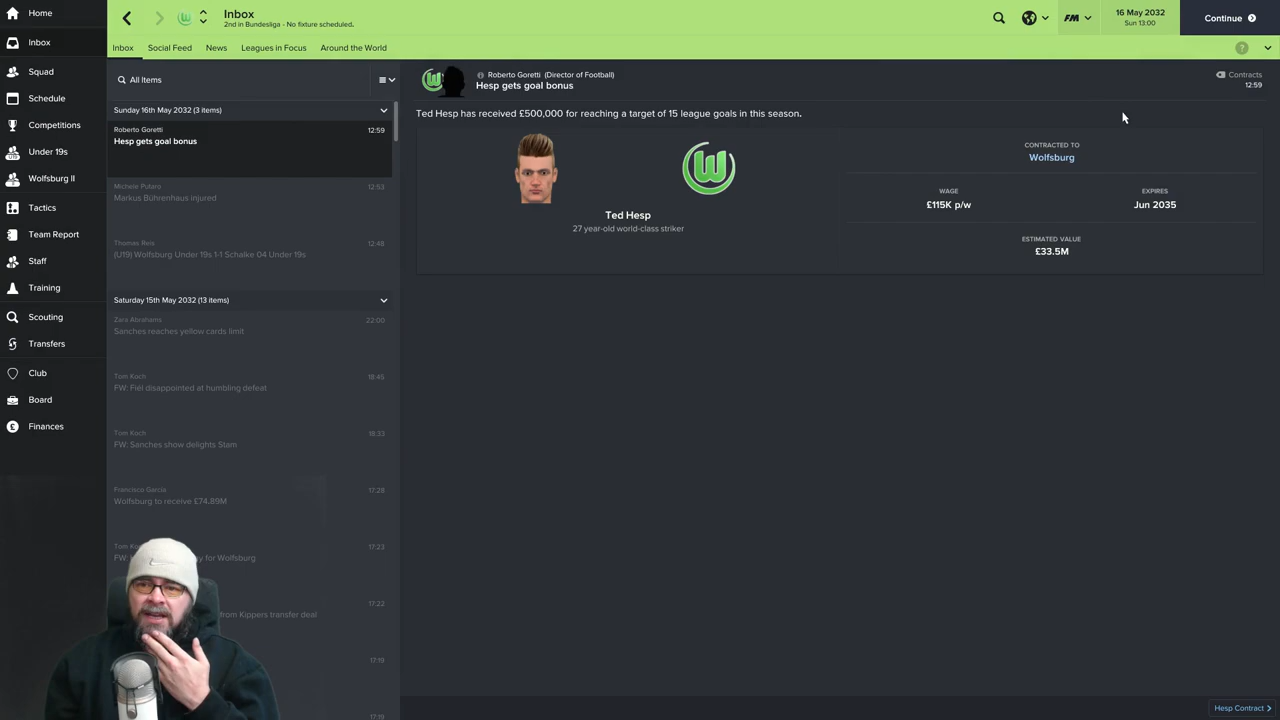 Home
Inbox
Squad
Schedule
Competitions
Under 19s
Wolfsburg II
Tactics
Team Report
Staff
Training
Scouting
Transfers
Club
Board
Finances
Inbox
2nd in Bundesliga - No fixture scheduled.
FM
16 May 2032
Sun 13:00
Continue
Inbox
Social Feed
News
Leagues in Focus
Around the World
?
All Items
Sunday 16th May 2032 (3 items)
Roberto Goretti
12:59
Hesp gets goal bonus
Michele Putaro
12:53
Markus Bührenhaus injured
Thomas Reis
12:48
(U19) Wolfsburg Under 19s 1-1 Schalke 04 Under 19s
Saturday 15th May 2032 (13 items)
Zara Abrahams
22:00
Sanches reaches yellow cards limit
Tom Koch
18:45
FW: Fiél disappointed at humbling defeat
Tom Koch
18:33
FW: Sanches show delights Stam
Francisco Garcia
17:28
Wolfsburg to receive £74.89M
Tom Ko
17:23
FW: y for Wolfsburg
17:22
from Kippers transfer deal
17:19
17:19
Roberto Goretti (Director of Football)
Hesp gets goal bonus
Contracts
12:59
Ted Hesp has received £500,000 for reaching a target of 15 league goals in this season.
Ted Hesp
27 year-old world-class striker
CONTRACTED TO
Wolfsburg
WAGE
£115K p/w
EXPIRES
Jun 2035
ESTIMATED VALUE
£33.5M
Hesp Contract